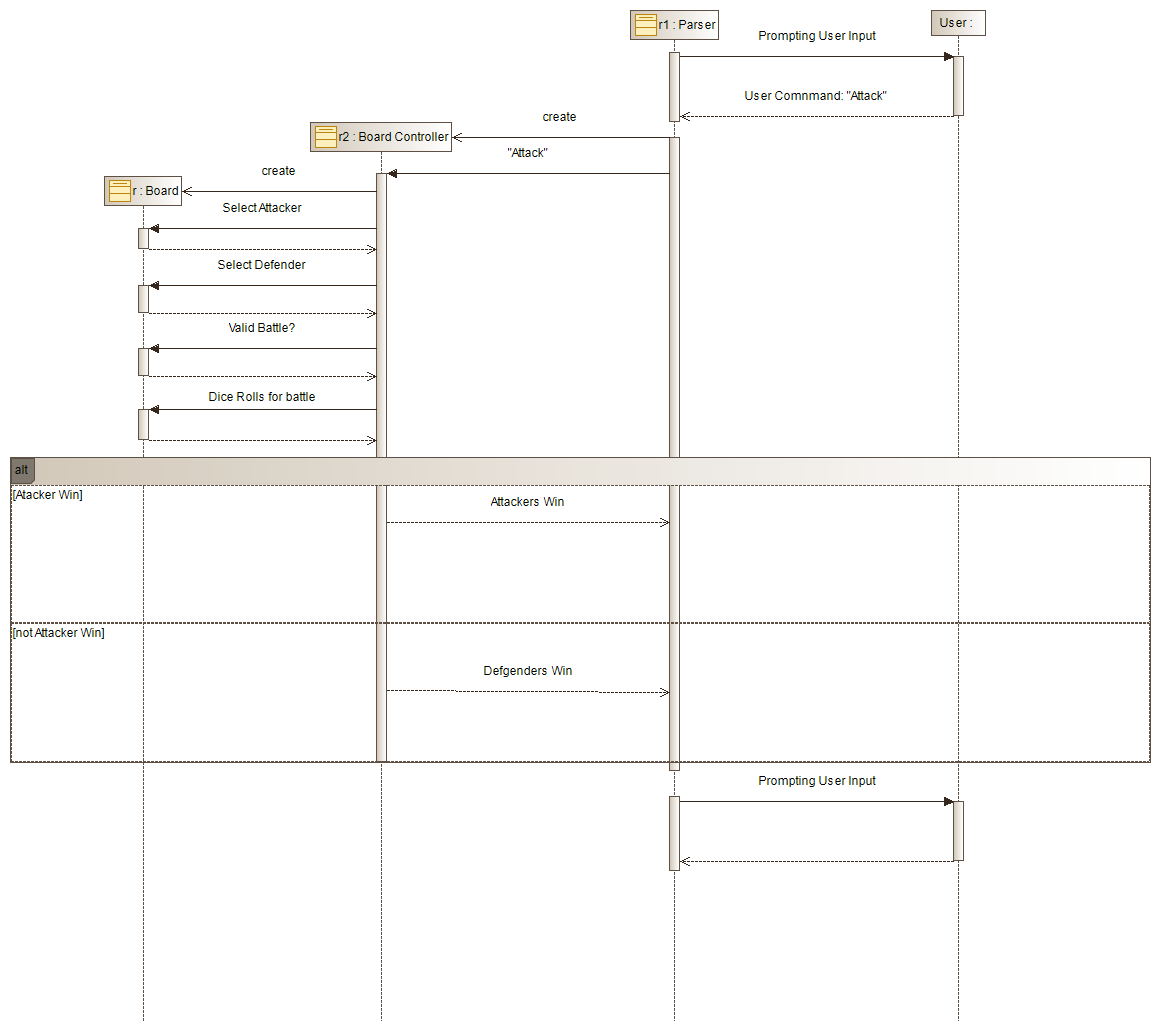 r1 : Parser
User :
Prompting User Input
User Comnmand: "Attack"
create
r2 : Board Controller
"Attack"
create
r : Board
Select Attacker
Select Defender
Valid Battle?
Dice Rolls for battle
alt
[Atacker Win]
Attackers Win
[not Attacker Win]
Defgenders Win
Prompting User Input